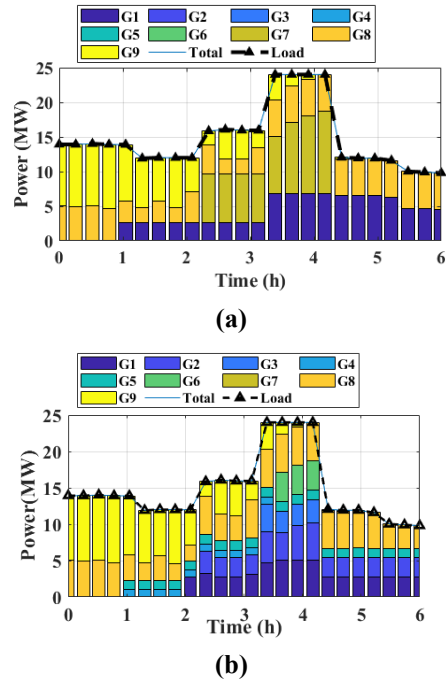 G1 G2 G3 G4
G5 G6 G7 G8
G9 Total Load
25
20
15
10
5
0
Power (MW)
0 1 2 3 4 5 6
Time (h)
(a)
G1 G2 G3 G4
G5 G6 G7 G8
G9 Total Load
25
20
15
10
5
0
Power(MW)
0 1 2 3 4 5 6
Time (h)
(b)